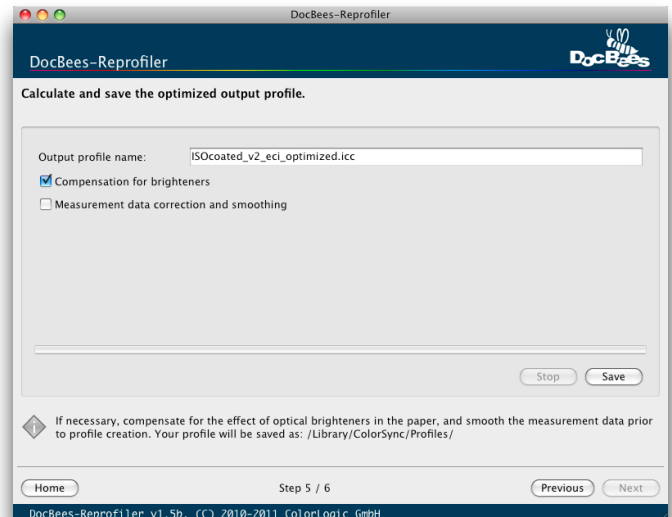 DocBees-Reprofiler
DocBees-Reprofiler
DocBees
Calculate and save the optimized output profile.
Output profile name: ISOcoated_v2_eci_optimized.icc
Compensation for brighteners
Measurement data correction and smoothing
Stop Save
If necessary, compensate for the effect of optical brighteners in the paper, and smooth the measurement data prior
to profile creation. Your profile will be saved as: /Library/ColorSync/Profiles/
Home Step 5 / 6 Previous Next
DocBees-Reprofiler v1.5b, (C) 2010-2011 ColorLogic GmbH